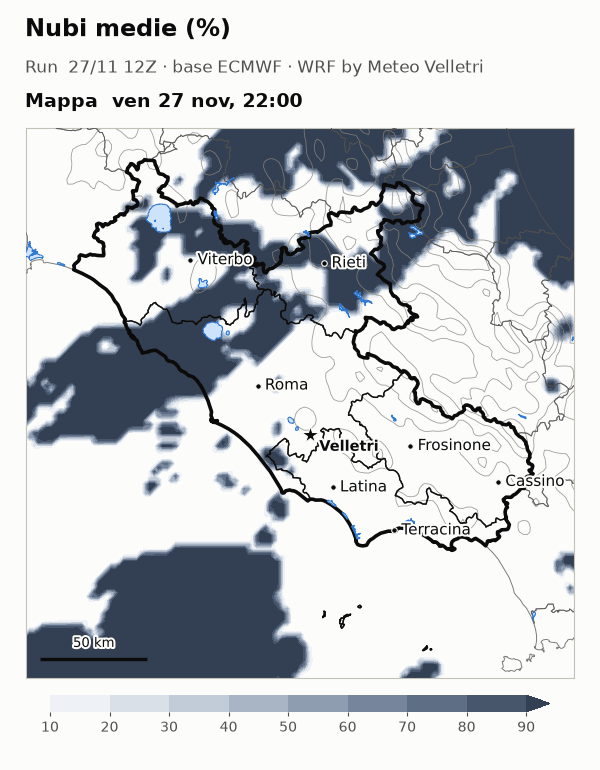 Nubi medie (%)
Run  27/11 12Z · base ECMWF · WRF by Meteo Velletri
Mappa  ven 27 nov, 22:00
Viterbo
Rieti
Roma
Velletri
Frosinone
Cassino
Latina
Terracina
50 km
10 20 30 40 50 60 70 80 90